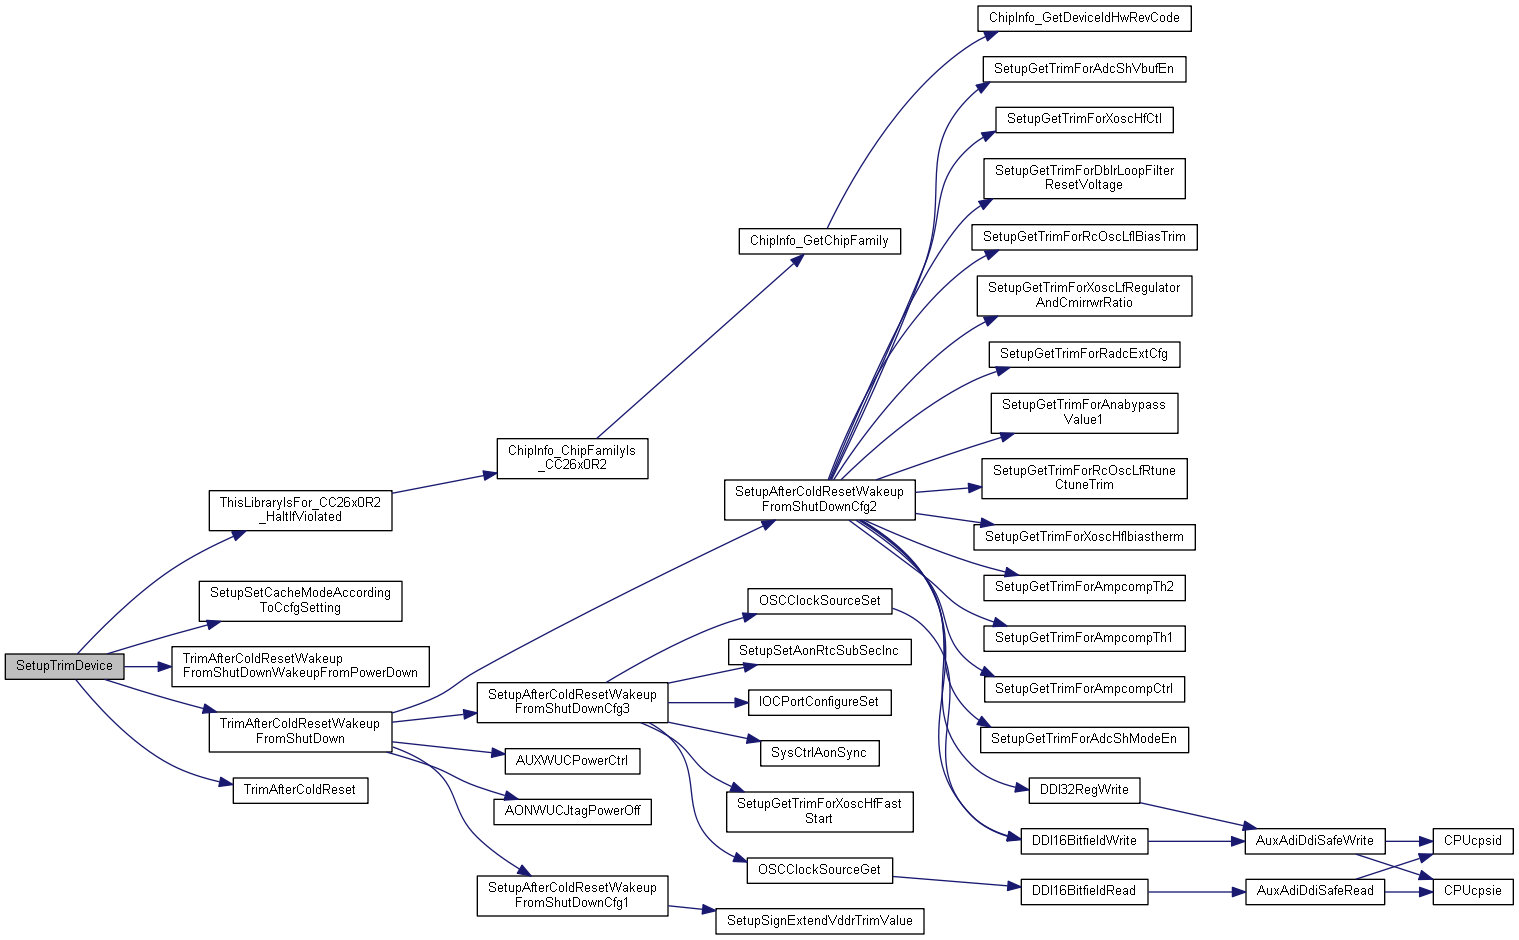 SetupTrimDevice
ThisLibraryIsFor_CC26x0R2
_HaltIfViolated
SetupSetCacheModeAccording
ToCcfgSetting
TrimAfterColdResetWakeup
FromShutDownWakeupFromPowerDown
TrimAfterColdResetWakeup
FromShutDown
TrimAfterColdReset
ChipInfo_ChipFamilyIs
_CC26x0R2
SetupAfterColdResetWakeup
FromShutDownCfg3
AUXWUCPowerCtrl
AONWUCJtagPowerOff
SetupAfterColdResetWakeup
FromShutDownCfg1
ChipInfo_GetChipFamily
SetupAfterColdResetWakeup
FromShutDownCfg2
OSCClockSourceSet
SetupSetAonRtcSubSecInc
IOCPortConfigureSet
SysCtrlAonSync
SetupGetTrimForXoscHfFast
Start
OSCClockSourceGet
SetupSignExtendVddrTrimValue
ChipInfo_GetDeviceIdHwRevCode
SetupGetTrimForAdcShVbufEn
SetupGetTrimForXoscHfCtl
SetupGetTrimForDblrLoopFilter
ResetVoltage
SetupGetTrimForRcOscLfIBiasTrim
SetupGetTrimForXoscLfRegulator
AndCmirrwrRatio
SetupGetTrimForRadcExtCfg
SetupGetTrimForAnabypass
Value1
SetupGetTrimForRcOscLfRtune
CtuneTrim
SetupGetTrimForXoscHfIbiastherm
SetupGetTrimForAmpcompTh2
SetupGetTrimForAmpcompTh1
SetupGetTrimForAmpcompCtrl
SetupGetTrimForAdcShModeEn
DDI32RegWrite
DDI16BitfieldWrite
DDI16BitfieldRead
AuxAdiDdiSafeWrite
AuxAdiDdiSafeRead
CPUcpsid
CPUcpsie